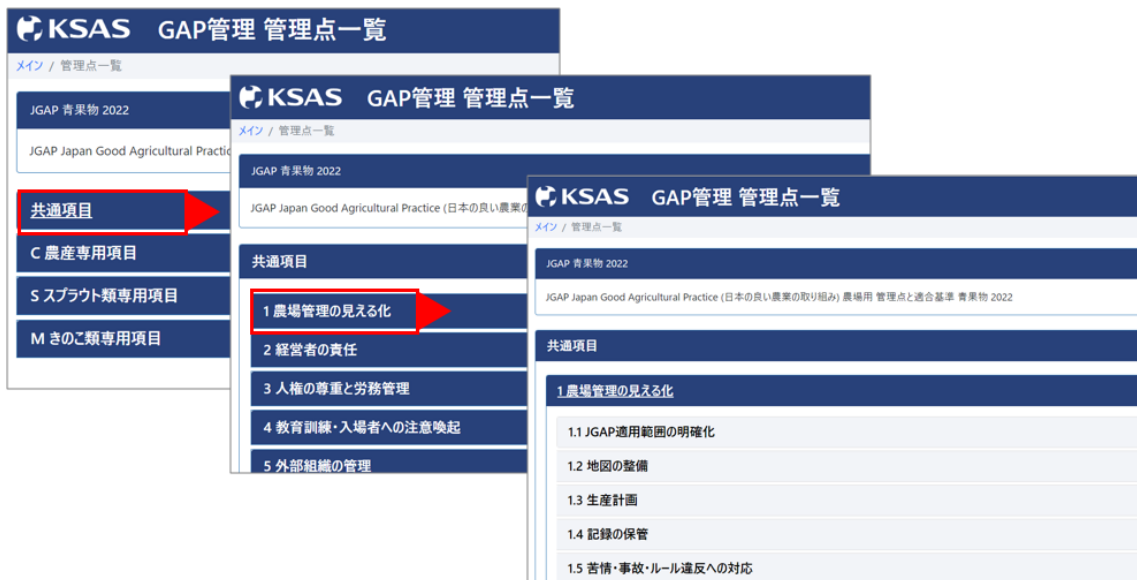 KSAS GAP管理 管理点一覧
メイン / 管理点一覧
JGAP 青果物 2022
JGAP Japan Good Agricultural
共通項目
C 農産専用項目
S スプラウト類専用項目
M きのこ類専用項目
KSAS GAP管理 管理点一覧
メイン / 管理点一覧
JGAP 青果物 2022
JGAP Japan Good Agricultural Practice (日本の良い農業の
共通項目
1 農場管理の見える化
2 経営者の責任
3 人権の尊重と労務管理
4 教育訓練・入場者への注意喚起
5 外部組織の管理
KSAS GAP管理 管理点一覧
メイン / 管理点一覧
JGAP 青果物 2022
JGAP Japan Good Agricultural Practice (日本の良い農業の取り組み) 農場用 管理点と適合基準 青果物 2022
共通項目
1 農場管理の見える化
1.1 JGAP適用範囲の明確化
1.2 地図の整備
1.3 生産計画
1.4 記録の保管
1.5 苦情・事故・ルール違反への対応